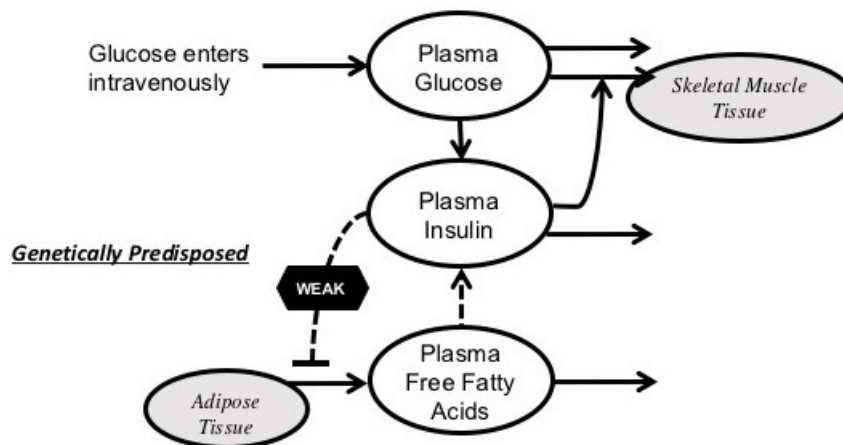 Glucose enters
intravenously
Plasma
Glucose
Skeletal Muscle
Tissue
Plasma
Insulin
Genetically Predisposed
WEAK
Plasma
Free Fatty
Acids
Adipose
Tissue